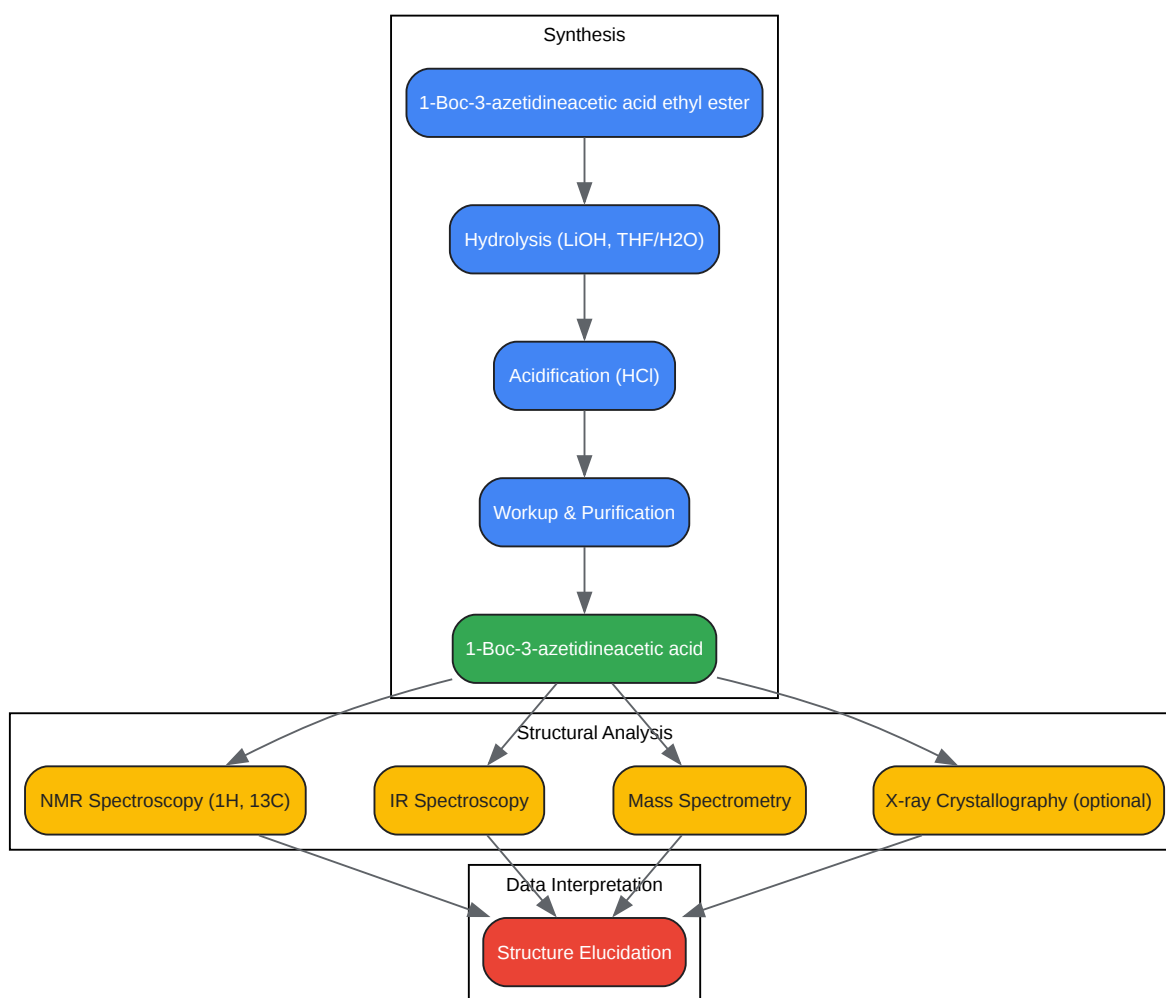 Synthesis
1-Boc-3-azetidineacetic acid ethyl ester
Hydrolysis (LiOH, THF/H2O)
Acidification (HCl)
Workup & Purification
1-Boc-3-azetidineacetic acid
Structural Analysis
NMR Spectroscopy (1H, 13C)
IR Spectroscopy
Mass Spectrometry
X-ray Crystallography (optional)
Data Interpretation
Structure Elucidation